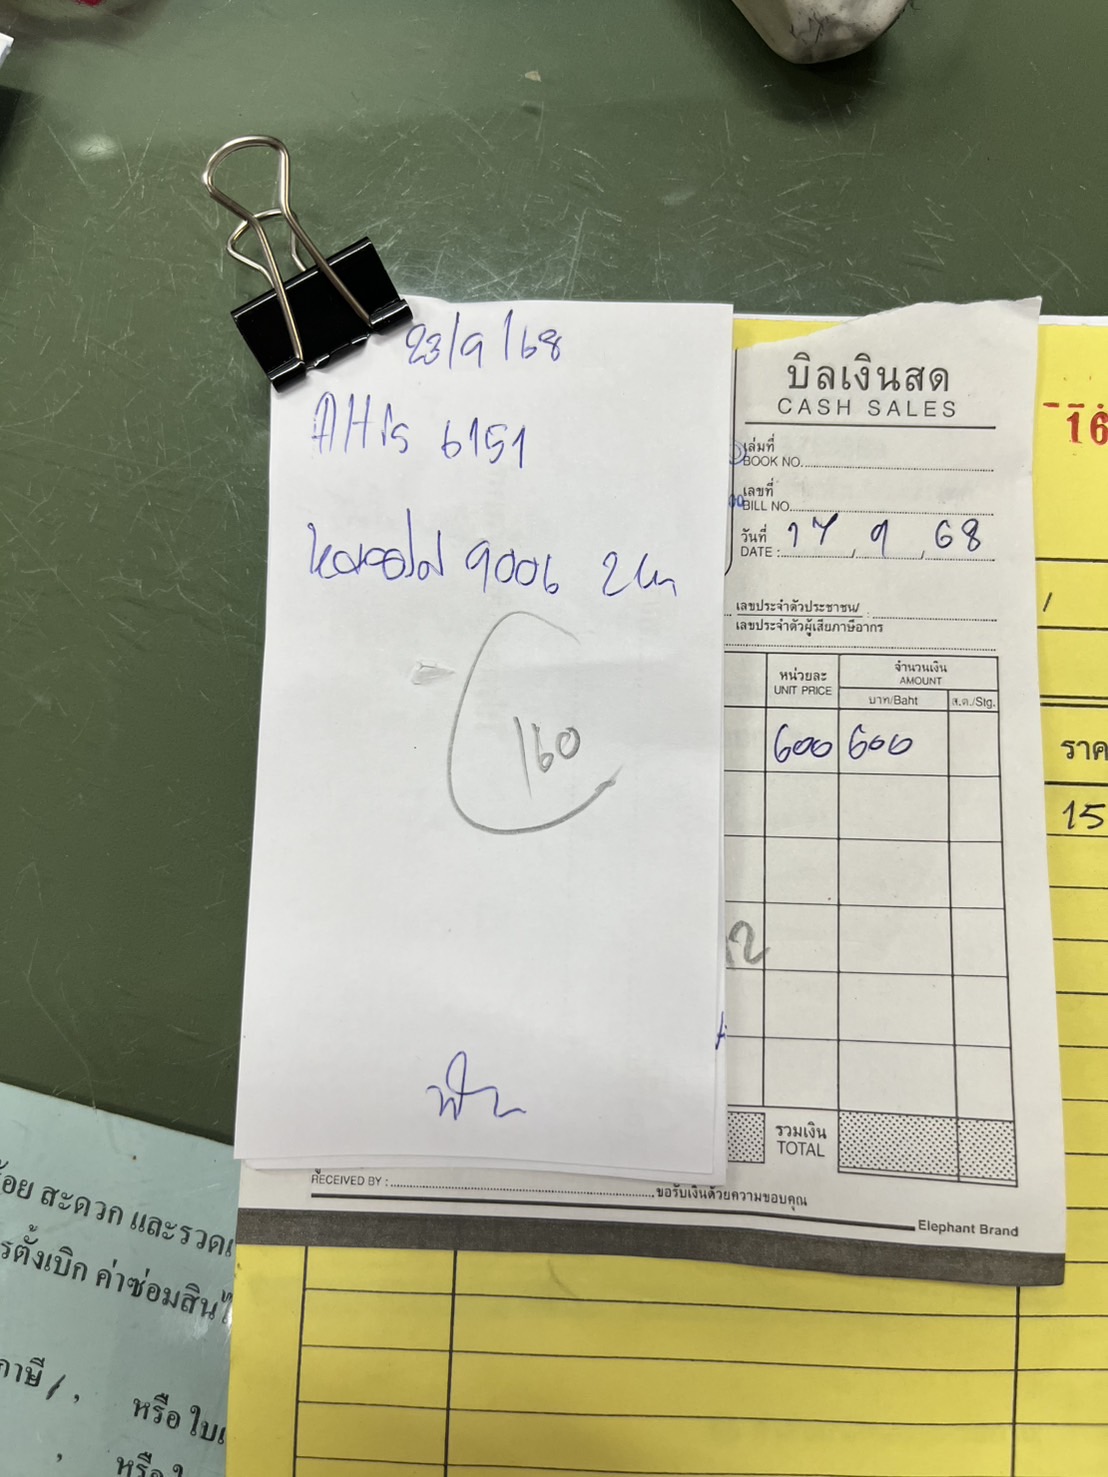 23/9/68
Altis 6151
หลอดไฟ 9006 2
160
บิลเงินสด
CASH SALES
เล่มที่
BOOK NO.
เลขที่
BILL NO.
วันที่ 17 9 68
DATE :
เลขประจำตัวประชาชน/
เลขประจำตัวผู้เสียภาษีอากร
หน่วยละ จำนวนเงิน
UNIT PRICE AMOUNT
บาท/Baht ส.ต./Stg.
600 600
รวมเงิน
TOTAL
RECEIVED BY : ขอรับเงินด้วยความขอบคุณ
Elephant Brand
16
ราค
15
สะดวก และรวดเ
รตั้งเบิก ค่าซ่อมสิน
ภาษี
หรือ ใบ
หรือ